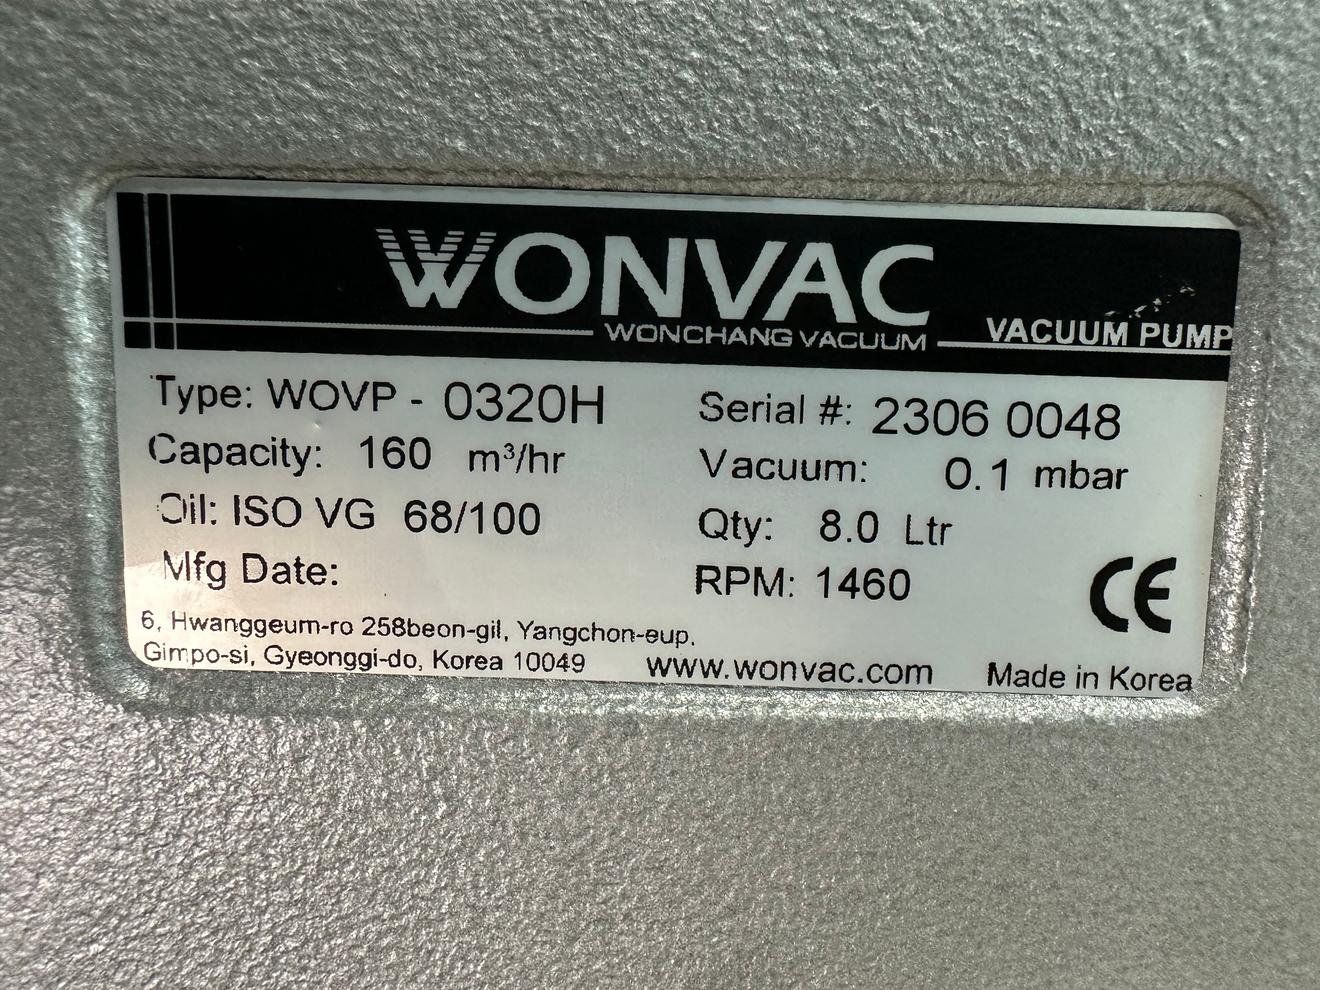 WONVAC
WONCHANG VACUUM
VACUUM PUMP
Type: WOVP - 0320H
Serial #: 2306 0048
Capacity: 160 m³/hr
Vacuum: 0.1 mbar
Oil: ISO VG 68/100
Qty: 8.0 Ltr
Mfg Date:
RPM: 1460
CE
6, Hwanggeum-ro 258beon-gil, Yangchon-eup,
Gimpo-si, Gyeonggi-do, Korea 10049
www.wonvac.com
Made in Korea